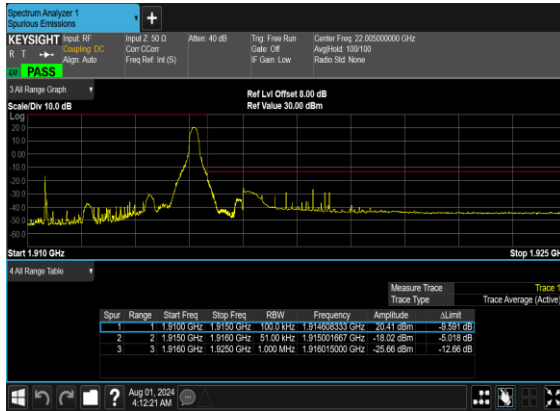 Spectrum Analyzer 1
Spurious Emissions
KEYSIGHT Input: RF Input Z: 50 Ω Atten: 40 dB Trig: Free Run Center Freq: 22.005000000 GHz
R T Coupling: DC Corr CCorr Gate: Off Avg|Hold: 100/100
Align: Auto Freq Ref: Int (S) IF Gain: Low Radio Std: None
PASS
3 All Range Graph
Ref Lvl Offset 8.00 dB
Scale/Div 10.0 dB Ref Value 30.00 dBm
Log
20.0
10.0
0.00
-10.0
-20.0
-30.0
-40.0
-50.0
-60.0
Start 1.910 GHz Stop 1.925 GH
4 All Range Table
Measure Trace Trace 1
Trace Type Trace Average (Active)
Spur Range Start Freq Stop Freq RBW Frequency Amplitude ΔLimit
1 1 1.9100 GHz 1.9150 GHz 100.0 kHz 1.914608333 GHz 20.41 dBm -9.591 dB
2 2 1.9150 GHz 1.9160 GHz 51.00 kHz 1.915001667 GHz -18.02 dBm -5.018 dB
3 3 1.9160 GHz 1.9250 GHz 1.000 MHz 1.916015000 GHz -25.66 dBm -12.66 dB
Aug 01, 2024
4:12:21 AM